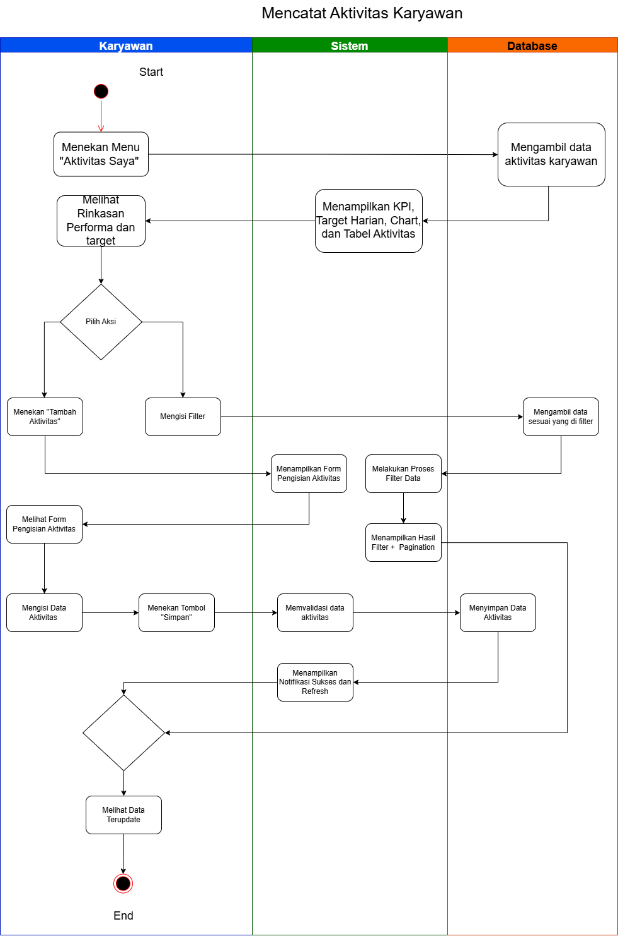 Mencatat Aktivitas Karyawan
Karyawan
Sistem
Database
Start
Menekan Menu
"Aktivitas Saya"
Mengambil data
aktivitas karyawan
Melihat
Rinkasan
Performa dan
target
Menampilkan KPI,
Target Harian, Chart,
dan Tabel Aktivitas
Pilih Aksi
Menekan "Tambah
Aktivitas"
Mengisi Filter
Mengambil data
sesuai yang di filter
Menampilkan Form
Pengisian Aktivitas
Melakukan Proses
Filter Data
Melihat Form
Pengisian Aktivitas
Menampilkan Hasil
Filter + Pagination
Mengisi Data
Aktivitas
Menekan Tombol
"Simpan"
Memvalidasi data
aktivitas
Menyimpan Data
Aktivitas
Menampilkan
Notifikasi Sukses dan
Refresh
Melihat Data
Terupdate
End